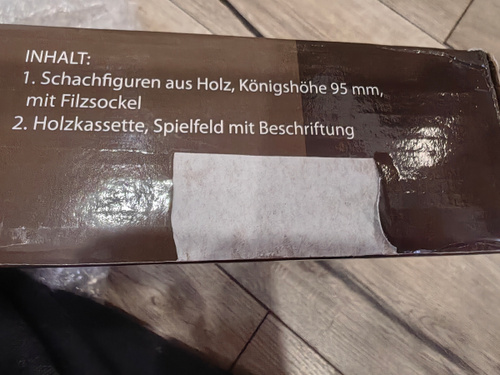 INHALT:
1. Schachfiguren aus Holz, Königshöhe 95 mm,
mit Filzsockel
2. Holzkassette, Spielfeld mit Beschriftung